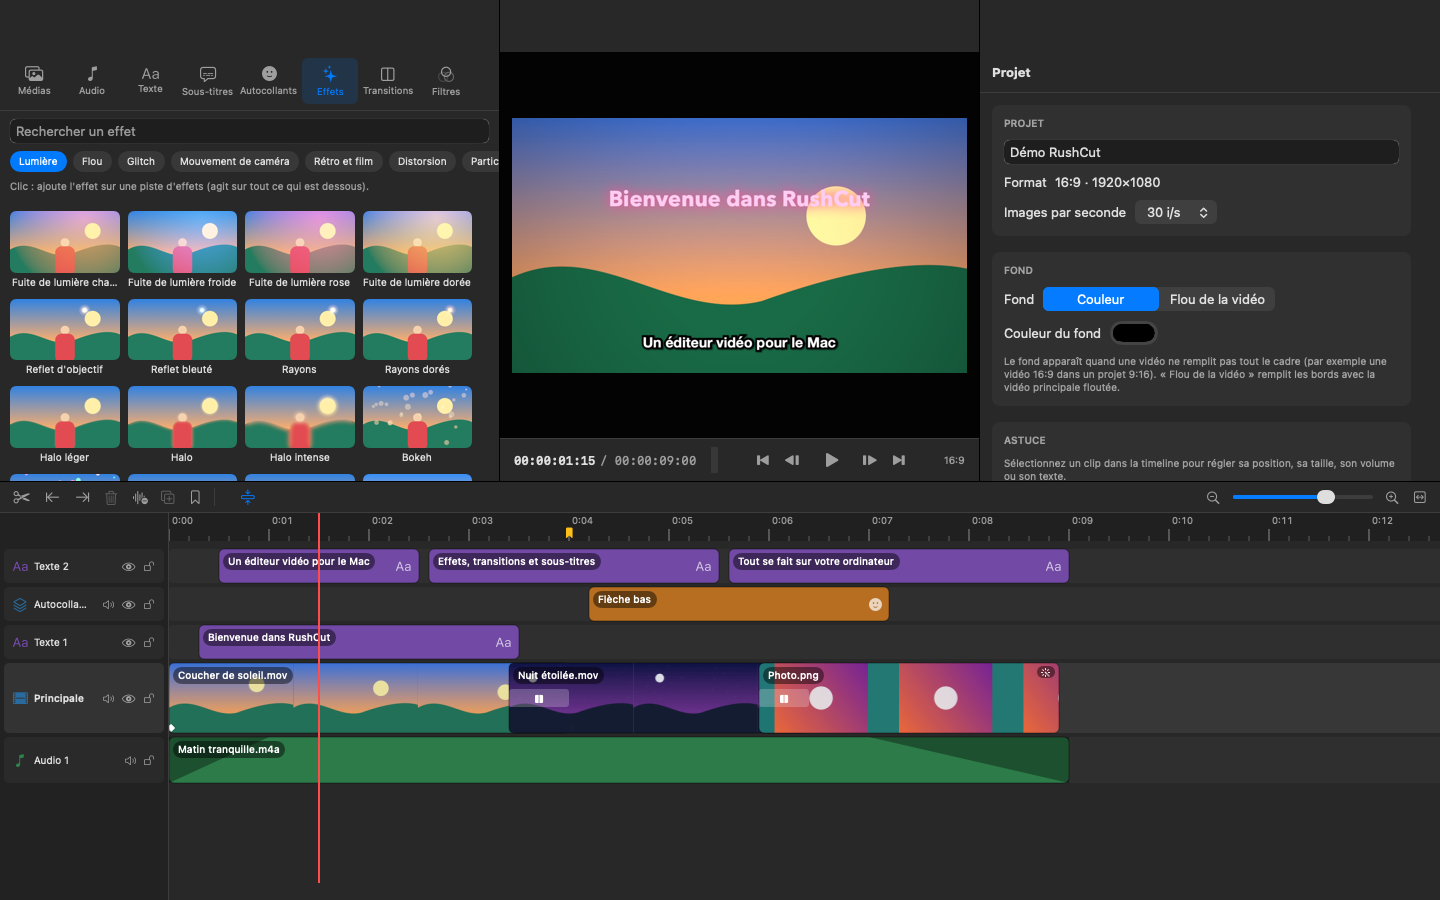 Médias
Audio
Texte
Sous-titres
Autocollants
Effets
Transitions
Filtres
Rechercher un effet
Lumière
Flou
Glitch
Mouvement de caméra
Rétro et film
Distorsion
Partic
Clic : ajoute l'effet sur une piste d'effets (agit sur tout ce qui est dessous).
Fuite de lumière cha...
Fuite de lumière froide
Fuite de lumière rose
Fuite de lumière dorée
Reflet d'objectif
Reflet bleuté
Rayons
Rayons dorés
Halo léger
Halo
Halo intense
Bokeh
Bienvenue dans RushCut
Un éditeur vidéo pour le Mac
00:00:01:15 / 00:00:09:00
16:9
Projet
PROJET
Démo RushCut
Format 16:9 · 1920×1080
Images par seconde 30 i/s
FOND
Fond Couleur Flou de la vidéo
Couleur du fond
Le fond apparaît quand une vidéo ne remplit pas tout le cadre (par exemple une
vidéo 16:9 dans un projet 9:16). « Flou de la vidéo » remplit les bords avec la
vidéo principale floutée.
ASTUCE
Sélectionnez un clip dans la timeline pour régler sa position, sa taille, son volume
ou son texte.
0:00 0:01 0:02 0:03 0:04 0:05 0:06 0:07 0:08 0:09 0:10 0:11 0:12
Aa Texte 2
Un éditeur vidéo pour le Mac Aa
Effets, transitions et sous-titres Aa
Tout se fait sur votre ordinateur Aa
Autocolla...
Flèche bas
Aa Texte 1
Bienvenue dans RushCut Aa
Principale
Coucher de soleil.mov
Nuit étoilée.mov
Photo.png
Audio 1
Matin tranquille.m4a